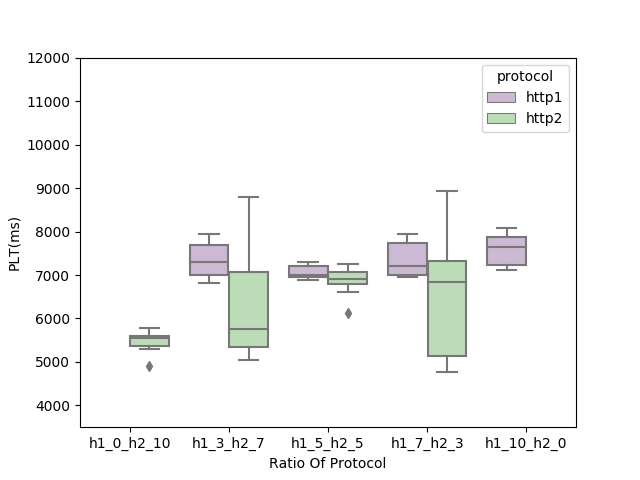 12000
11000
10000
9000
8000
7000
6000
5000
4000
PLT(ms)
protocol
http1
http2
h1_0_h2_10 h1_3_h2_7 h1_5_h2_5 h1_7_h2_3 h1_10_h2_0
Ratio Of Protocol